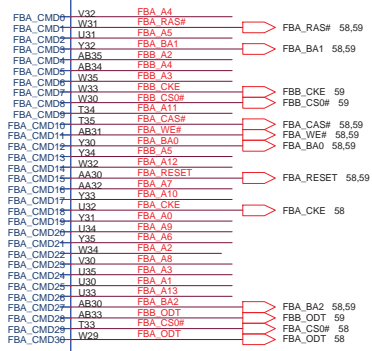 FBA_CMD0 V32 FBA_A4
FBA_CMD1 W31 FBA_RAS# FBA_RAS# 58,59
FBA_CMD2 U31 FBA_A5
FBA_CMD3 Y32 FBA_BA1 FBA_BA1 58,59
FBA_CMD4 AB35 FBB_A2
FBA_CMD5 AB34 FBB_A4
FBA_CMD6 W35 FBB_A3
FBA_CMD7 W33 FBB_CKE FBB_CKE 59
FBA_CMD8 W30 FBB_CS0# FBB_CS0# 59
FBA_CMD9 T34 FBA_A11
FBA_CMD10 T35 FBA_CAS# FBA_CAS# 58,59
FBA_CMD11 AB31 FBA_WE# FBA_WE# 58,59
FBA_CMD12 Y30 FBA_BA0 FBA_BA0 58,59
FBA_CMD13 Y34 FBB_A5
FBA_CMD14 W32 FBA_A12
FBA_CMD15 AA30 FBA_RESET FBA_RESET 58,59
FBA_CMD16 AA32 FBA_A7
FBA_CMD17 Y33 FBA_A10
FBA_CMD18 U32 FBA_CKE FBA_CKE 58
FBA_CMD19 Y31 FBA_A0
FBA_CMD20 U34 FBA_A9
FBA_CMD21 Y35 FBA_A6
FBA_CMD22 W34 FBA_A2
FBA_CMD23 V30 FBA_A8
FBA_CMD24 U35 FBA_A3
FBA_CMD25 U30 FBA_A1
FBA_CMD26 U33 FBA_A13
FBA_CMD27 AB30 FBA_BA2 FBA_BA2 58,59
FBA_CMD28 AB33 FBB_ODT FBB_ODT 59
FBA_CMD29 T33 FBA_CS0# FBA_CS0# 58
FBA_CMD30 W29 FBA_ODT FBA_ODT 58